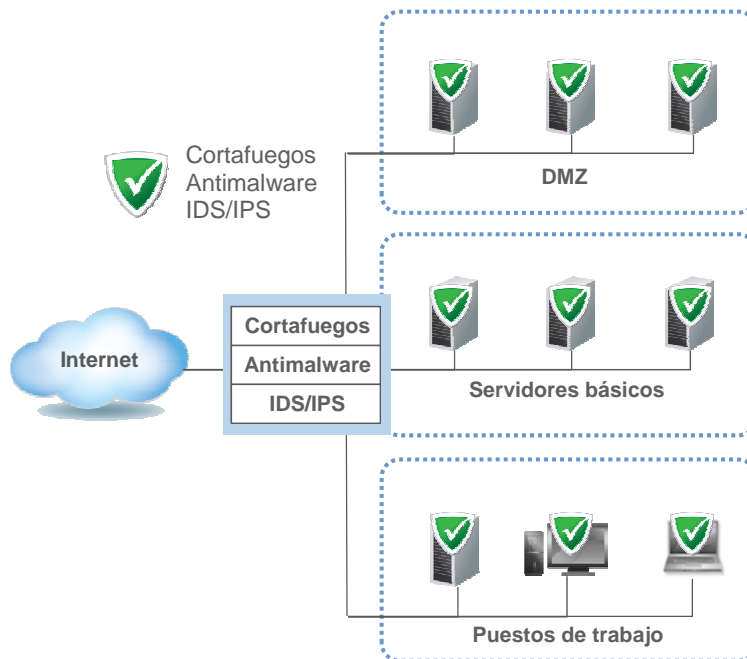 Cortafuegos
Antimalware
IDS/IPS
DMZ
Internet
Cortafuegos
Antimalware
IDS/IPS
Servidores básicos
Puestos de trabajo